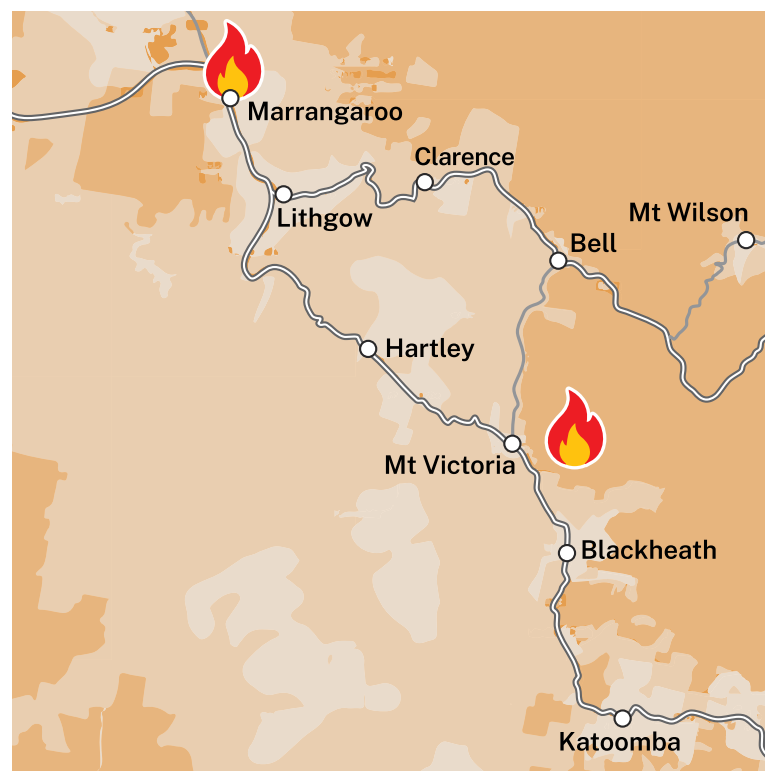 Marrangaroo
Clarence
Lithgow
Mt Wilson
Bell
Hartley
Mt Victoria
Blackheath
Katoomba